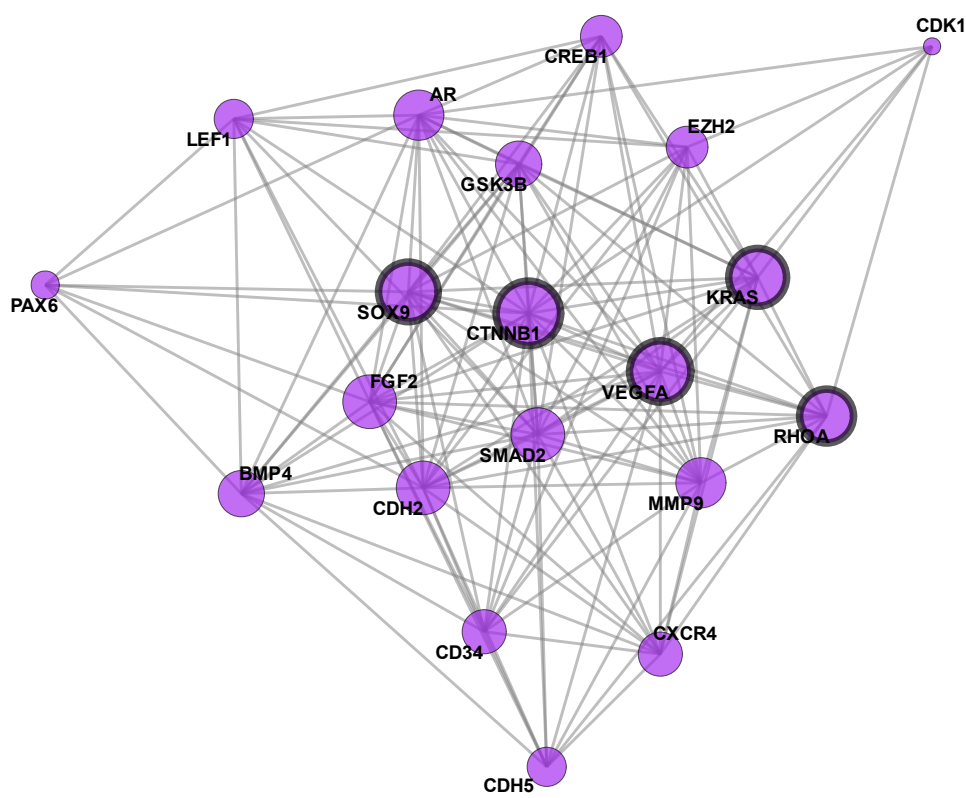 CDK1
CREB1
AR
EZH2
LEF1
GSK3B
PAX6
SOX9
KRAS
CTNNB1
FGF2
VEGFA
RHOA
SMAD2
BMP4
CDH2
MMP9
CXCR4
CD34
CDH5